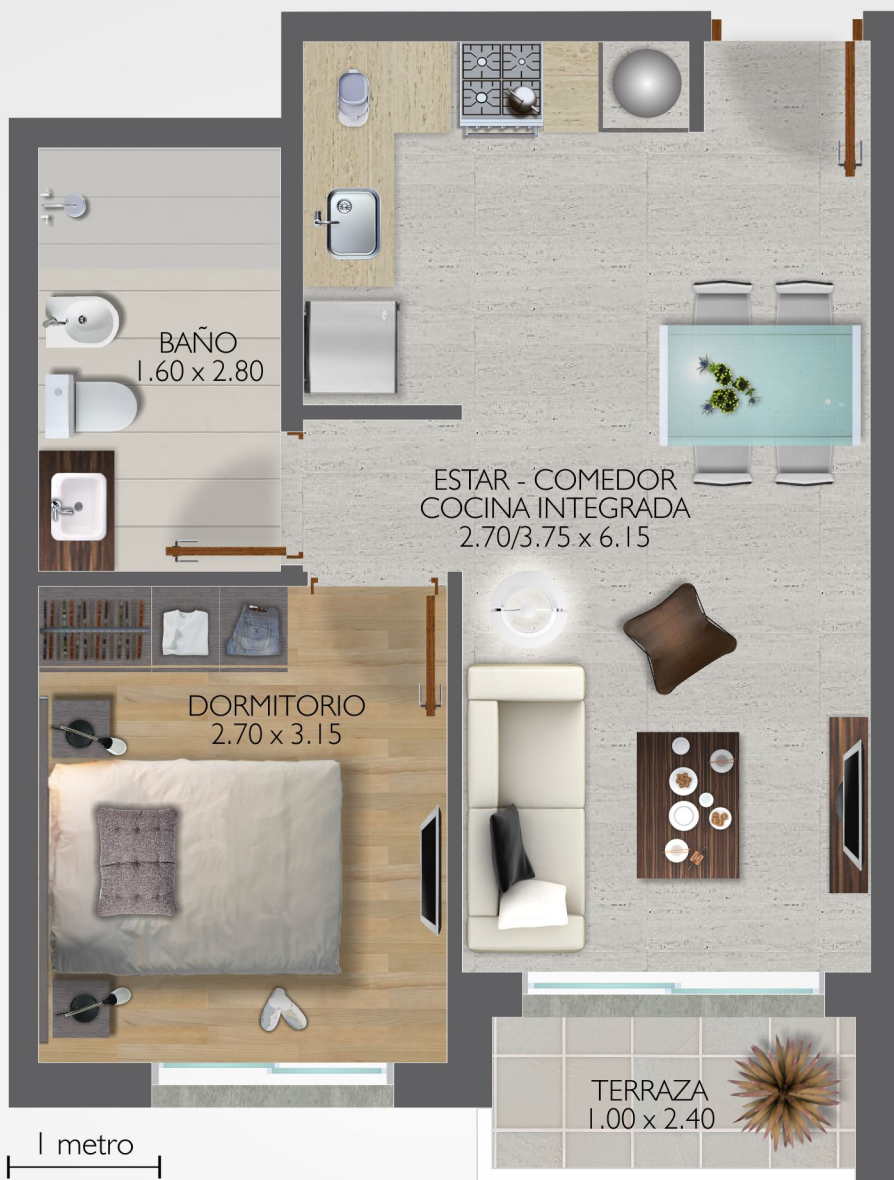 BAÑO
1.60 x 2.80
ESTAR - COMEDOR
COCINA INTEGRADA
2.70/3.75 x 6.15
DORMITORIO
2.70 x 3.15
TERRAZA
1.00 x 2.40
1 metro